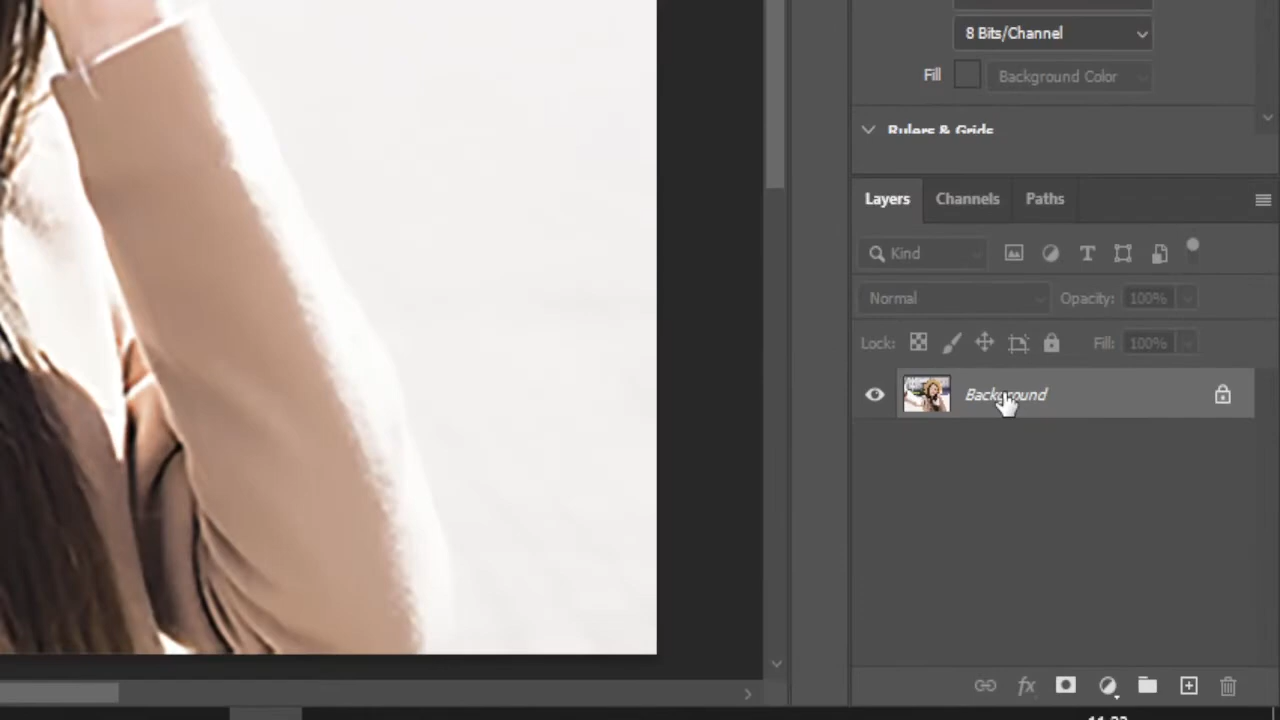 8 Bits/Channel
Fill
Background Color
Rulers & Grids
Layers
Channels
Paths
Kind
Normal
Opacity:
100%
Lock:
Fill:
100%
Background
fx